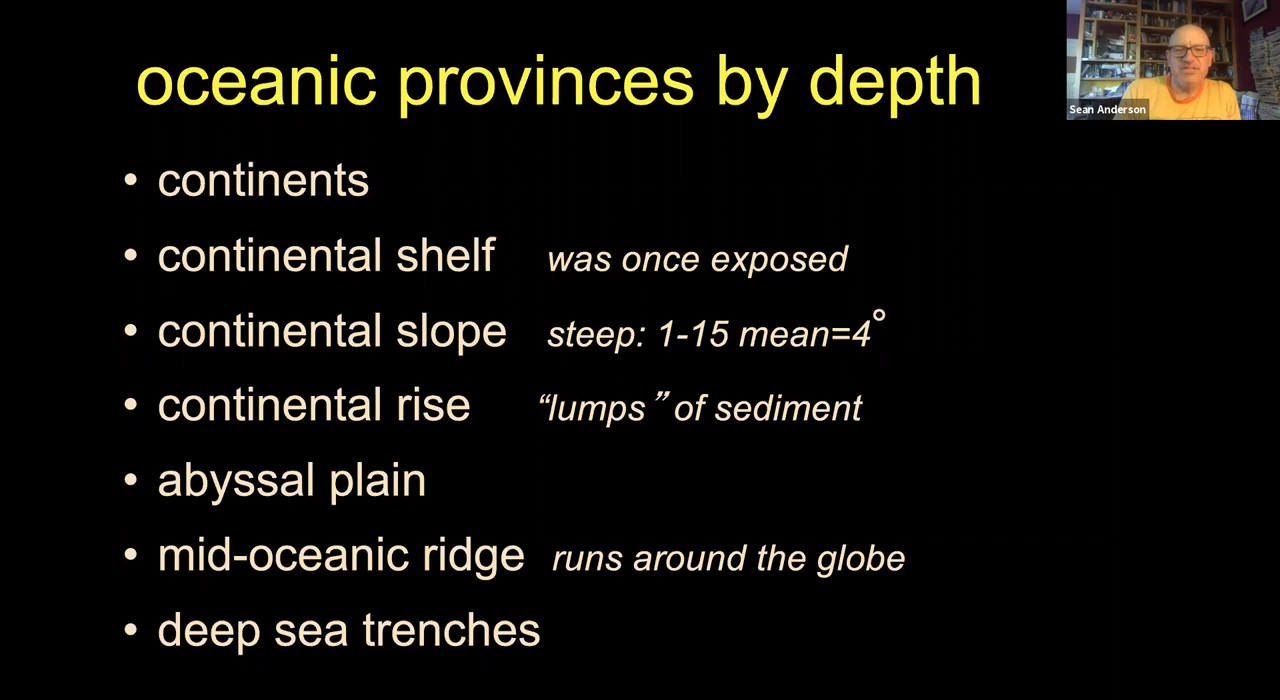 oceanic provinces by depth
Sean Anderson
• continents
• continental shelf was once exposed
• continental slope steep: 1-15 mean=4°
• continental rise “lumps” of sediment
• abyssal plain
• mid-oceanic ridge runs around the globe
• deep sea trenches